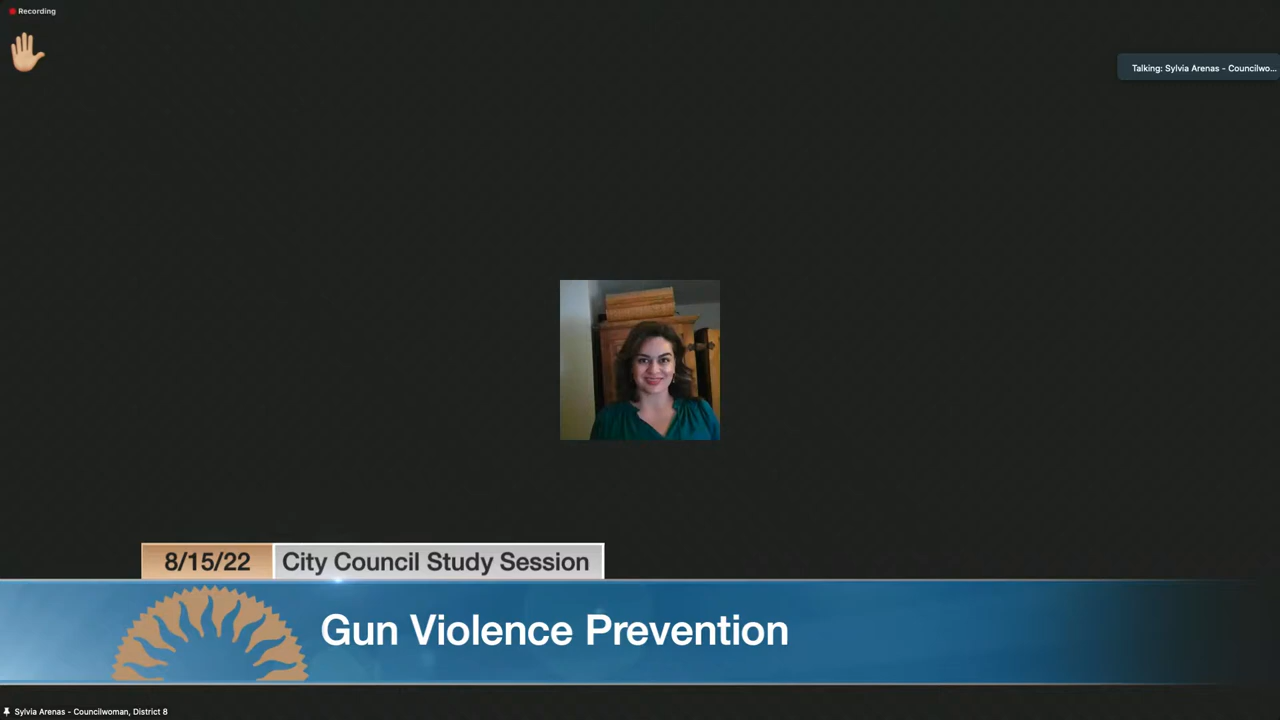 Recording
Talking: Sylvia Arenas - Councilwo...
8/15/22 City Council Study Session
Gun Violence Prevention
Sylvia Arenas - Councilwoman, District 8